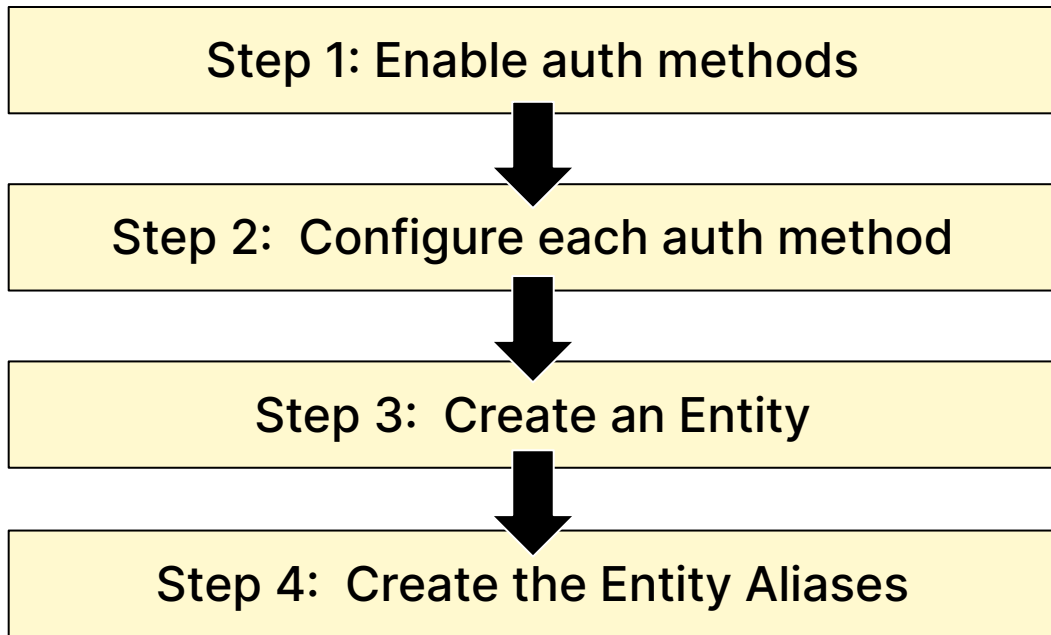 Step 1: Enable auth methods
Step 2:  Configure each auth method
Step 3:  Create an Entity
Step 4:  Create the Entity Aliases